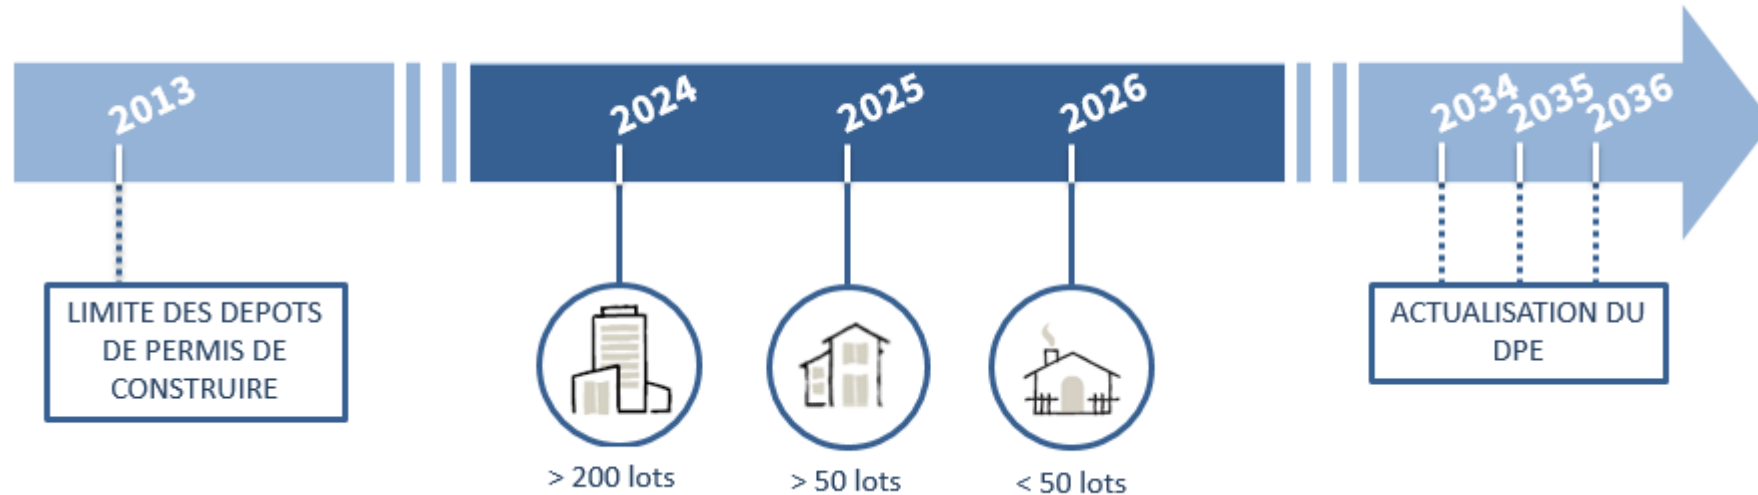 2013
2024
2025
2026
2034
2035
2036
LIMITE DES DEPOTS
DE PERMIS DE
CONSTRUIRE
ACTUALISATION DU
DPE
> 200 lots
> 50 lots
< 50 lots